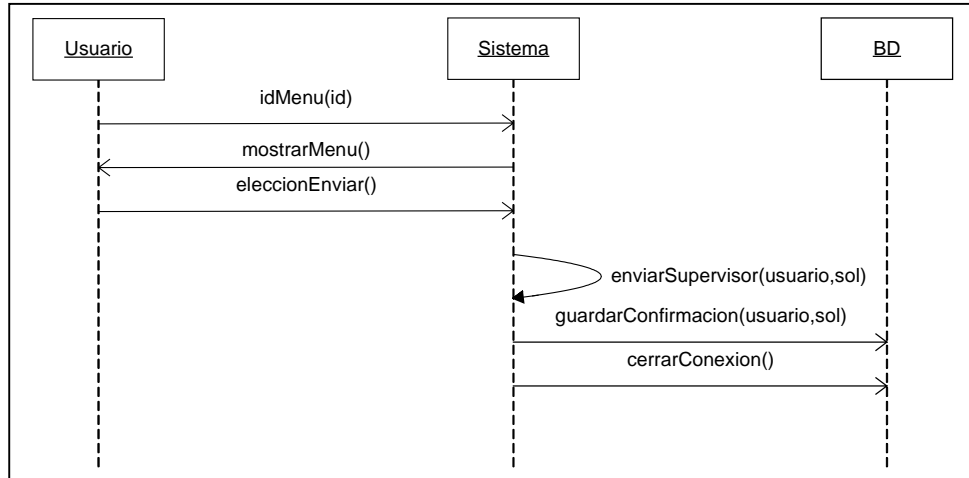 Usuario
Sistema
BD
idMenu(id)
mostrarMenu()
eleccionEnviar()
enviarSupervisor(usuario,sol)
guardarConfirmacion(usuario,sol)
cerrarConexion()